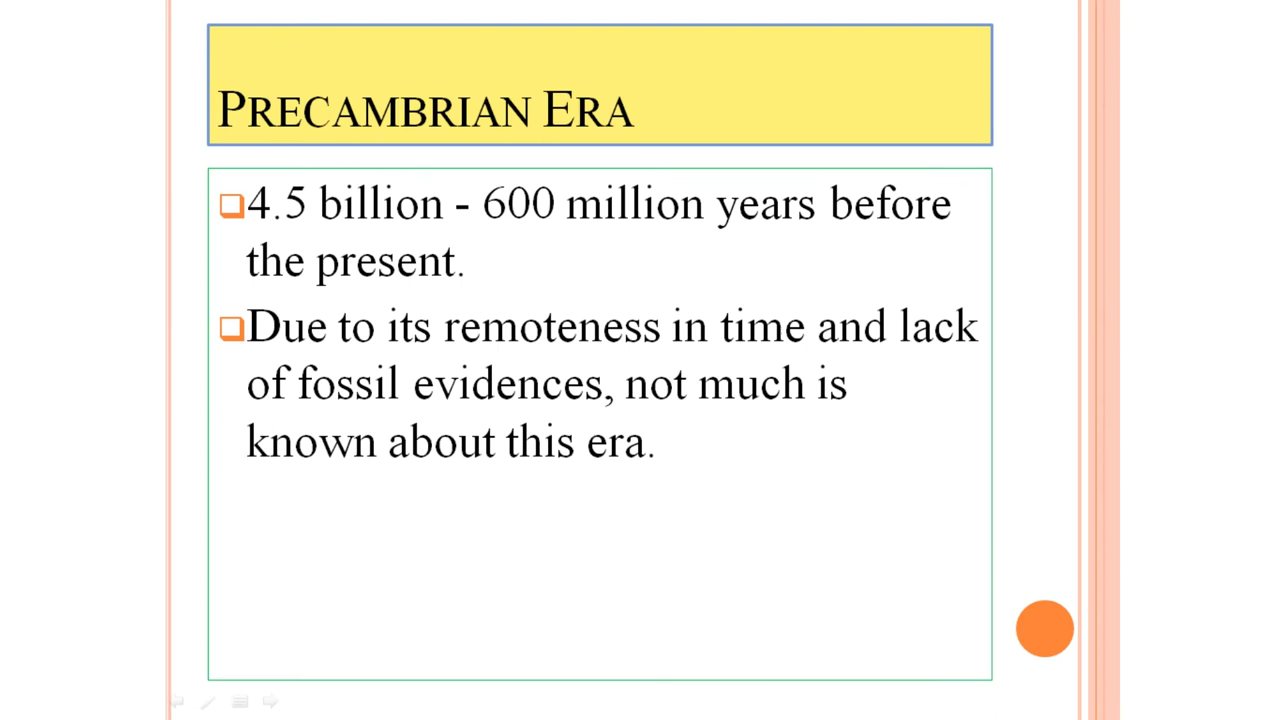 PRECAMBRIAN ERA
4.5 billion - 600 million years before
the present.
Due to its remoteness in time and lack
of fossil evidences, not much is
known about this era.